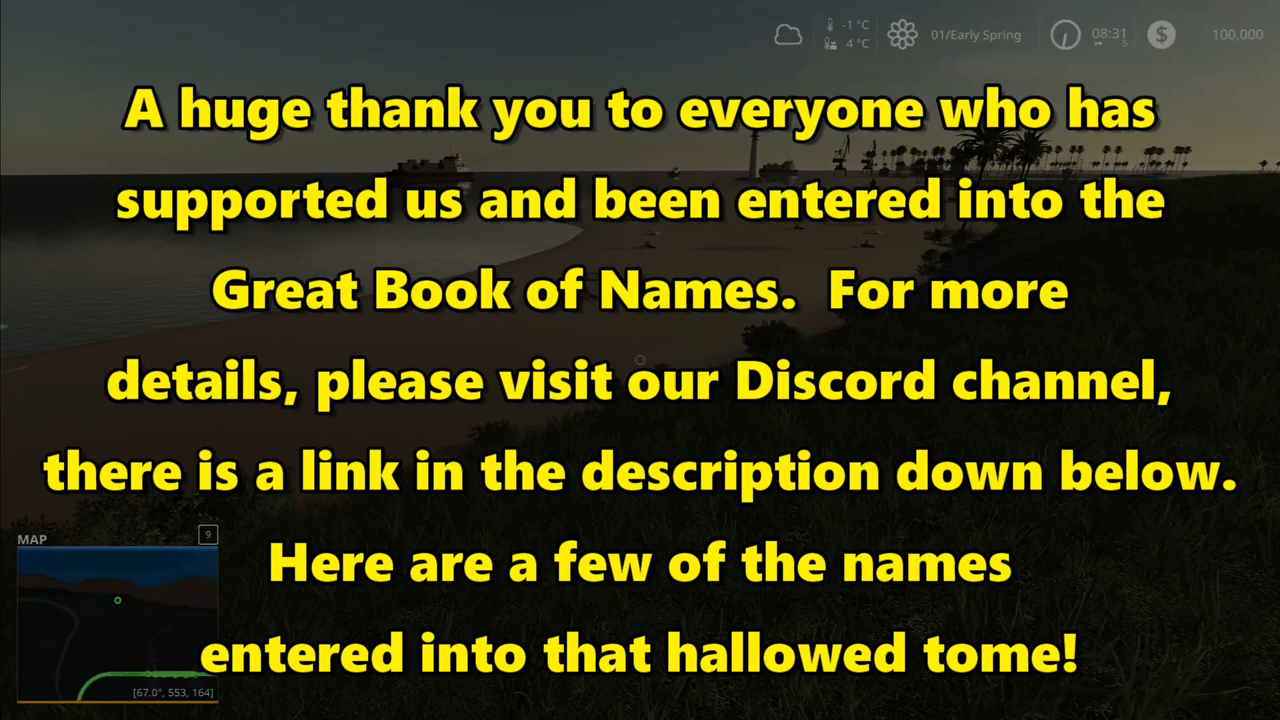 -1 °C
4 °C
01/Early Spring
08:31
5
$
100,000
A huge thank you to everyone who has
supported us and been entered into the
Great Book of Names.  For more
details, please visit our Discord channel,
there is a link in the description down below.
Here are a few of the names
entered into that hallowed tome!
MAP
9
[67.0°, 553, 164]